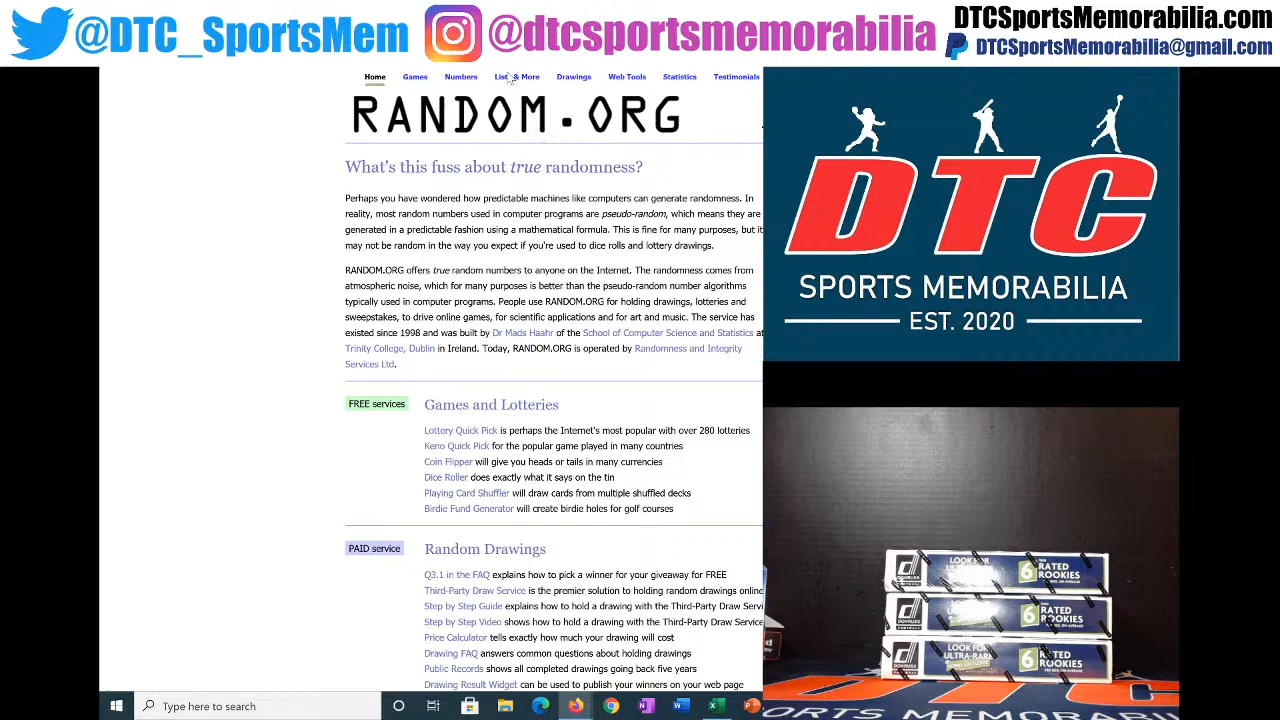 @DTC_SportsMem
@dtcsportsmemorabilia
DTCSportsMemorabilia.com
DTCSportsMemorabilia@gmail.com
Home Games Numbers Lists & More Drawings Web Tools Statistics Testimonials
RANDOM.ORG
What's this fuss about true randomness?
Perhaps you have wondered how predictable machines like computers can generate randomness. In
reality, most random numbers used in computer programs are pseudo-random, which means they are
generated in a predictable fashion using a mathematical formula. This is fine for many purposes, but it
may not be random in the way you expect if you're used to dice rolls and lottery drawings.
RANDOM.ORG offers true random numbers to anyone on the Internet. The randomness comes from
atmospheric noise, which for many purposes is better than the pseudo-random number algorithms
typically used in computer programs. People use RANDOM.ORG for holding drawings, lotteries and
sweepstakes, to drive online games, for scientific applications and for art and music. The service has
existed since 1998 and was built by Dr Mads Haahr of the School of Computer Science and Statistics at
Trinity College, Dublin in Ireland. Today, RANDOM.ORG is operated by Randomness and Integrity
Services Ltd.
FREE services
Games and Lotteries
Lottery Quick Pick is perhaps the Internet's most popular with over 280 lotteries
Keno Quick Pick for the popular game played in many countries
Coin Flipper will give you heads or tails in many currencies
Dice Roller does exactly what it says on the tin
Playing Card Shuffler will draw cards from multiple shuffled decks
Birdie Fund Generator will create birdie holes for golf courses
PAID service
Random Drawings
Q3.1 in the FAQ explains how to pick a winner for your giveaway for FREE
Third-Party Draw Service is the premier solution to holding random drawings online
Step by Step Guide explains how to hold a drawing with the Third-Party Draw Servi
Step by Step Video shows how to hold a drawing with the Third-Party Draw Service
Price Calculator tells exactly how much your drawing will cost
Drawing FAQ answers common questions about holding drawings
Public Records shows all completed drawings going back five years
Drawing Result Widget can be used to publish your winners on your web page
Type here to search
DTC
SPORTS MEMORABILIA
EST. 2020
DONRUSS
LOOK FOR
6 RATED
ROOKIES
DONRUSS
LOOK FOR
6 RATED
ROOKIES
DONRUSS
LOOK FOR
ULTRA-RARE
6 RATED
ROOKIES
DTC
SPORTS MEMORABILIA